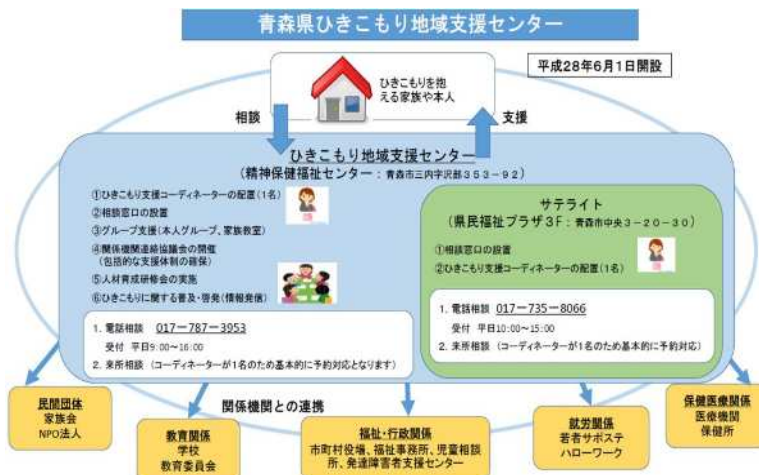 青森県ひきこもり地域支援センター
平成28年6月1日開設
ひきこもりを抱
える家族や本人
相談
支援
ひきこもり地域支援センター
(精神保健福祉センター：青森市三内字沢部353－92)
①ひきこもり支援コーディネーターの配置(1名)
②相談窓口の設置
③グループ支援(本人グループ、家族教室)
④関係機関連絡協議会の開催
(包括的な支援体制の確保)
⑤人材育成研修会の実施
⑥ひきこもりに関する普及・啓発(情報発信)
1. 電話相談 017－787－3953
受付 平日9:00～16:00
2. 来所相談 (コーディネーターが1名のため基本的に予約対応となります)
サテライト
(県民福祉プラザ3F：青森市中央3－20－30)
①相談窓口の設置
②ひきこもり支援コーディネーターの配置(1名)
1. 電話相談 017－735－8066
受付 平日10:00～15:00
2. 来所相談 (コーディネーターが1名のため基本的に予約対応)
関係機関との連携
民間団体
家族会
NPO法人
教育関係
学校
教育委員会
福祉・行政関係
市町村役場、福祉事務所、児童相談
所、発達障害者支援センター
就労関係
若者サポステ
ハローワーク
保健医療関係
医療機関
保健所